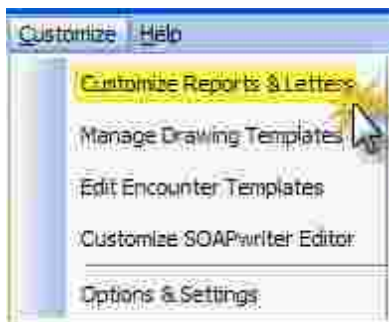 Customize Help
Customize Reports & Letters
Manage Drawing Templates
Edit Encounter Templates
Customize SOAPwriter Editor
Options & Settings